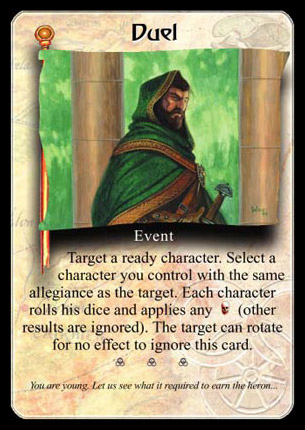 Duel
Event
Target a ready character. Select a
character you control with the same
allegiance as the target. Each character
rolls his dice and applies any (other
results are ignored). The target can rotate
for no effect to ignore this card.
You are young. Let us see what it required to earn the heron...